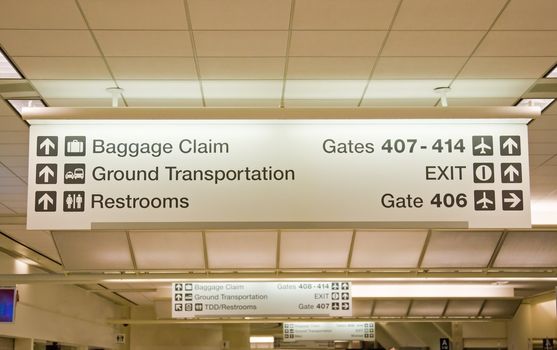 Baggage Claim
Gates 407 - 414
Ground Transportation
EXIT
Restrooms
Gate 406
Baggage Claim
Gates 408 - 414
Ground Transportation
EXIT
TDD/Restrooms
Gate 407
A